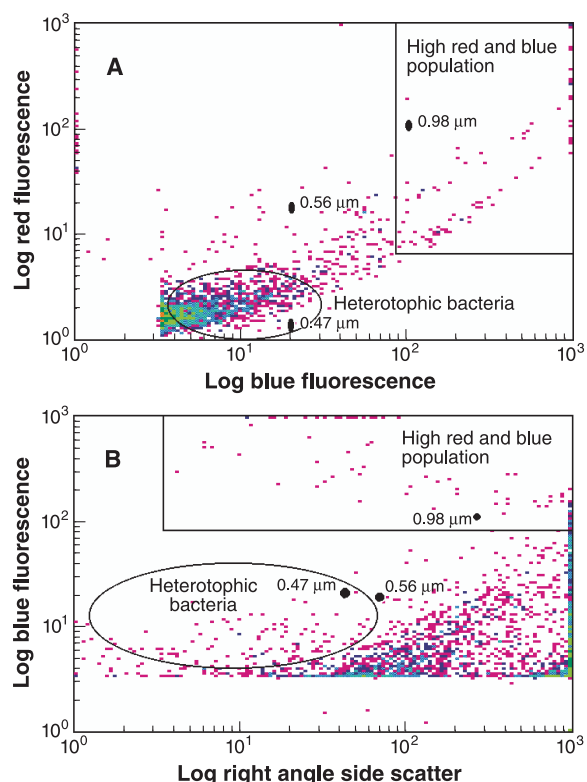 A
High red and blue
population
0.98 µm
0.56 µm
Heterotophic bacteria
0.47 µm
Log red fluorescence
10³
10²
10¹
10⁰
10⁰
10¹
10²
10³
Log blue fluorescence
B
High red and blue
population
0.98 µm
Heterotophic
bacteria
0.47 µm
0.56 µm
Log blue fluorescence
10³
10²
10¹
10⁰
10⁰
10¹
10²
10³
Log right angle side scatter